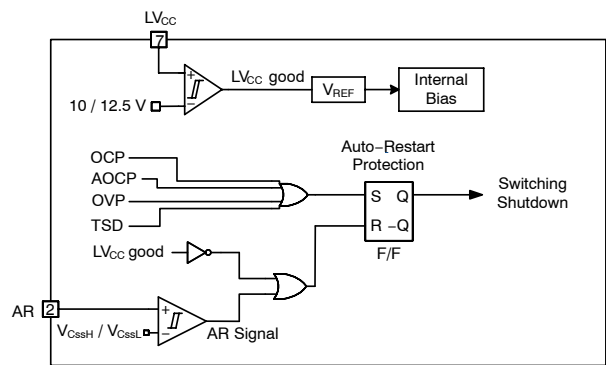 LVCC
7
+
LVCC good
VREF
Internal
Bias
10 / 12.5 V
−
Auto−Restart
Protection
OCP
AOCP
OVP
TSD
S Q
R −Q
F/F
Switching
Shutdown
LVCC good
AR
2
+
VCssH / VCssL
−
AR Signal